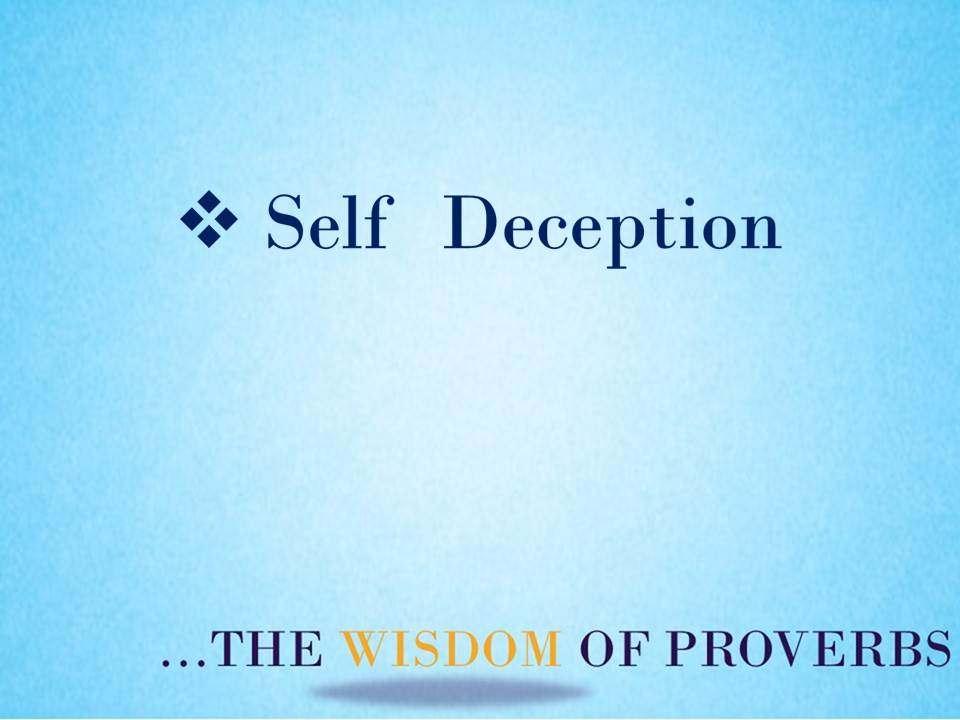 ❖ Self Deception
...THE WISDOM OF PROVERBS